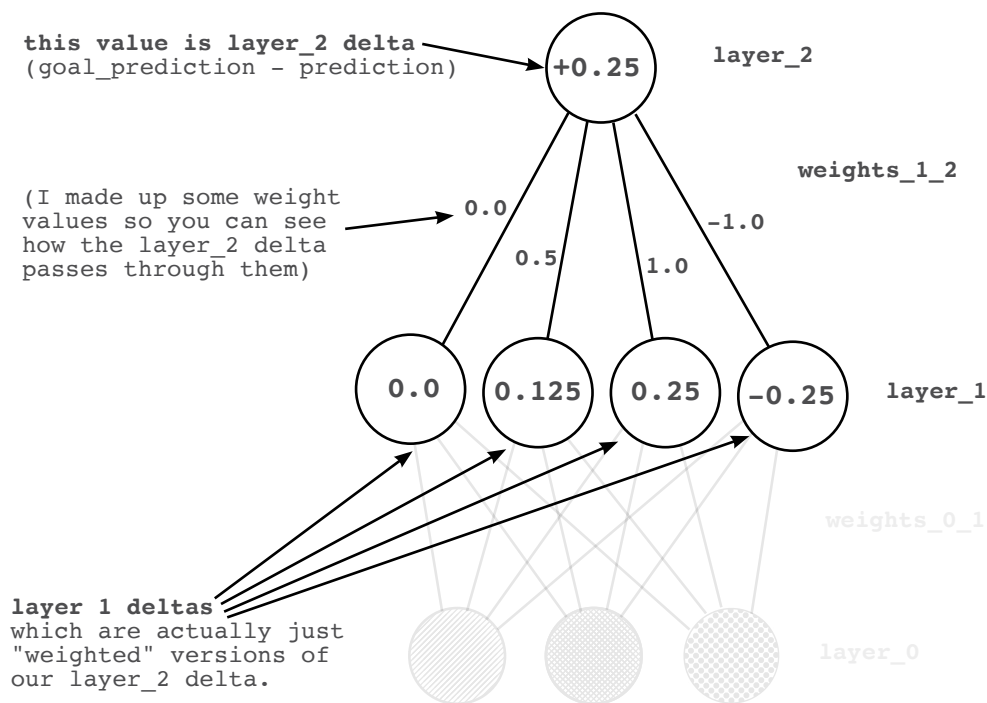 this value is layer_2 delta
(goal_prediction - prediction)
+0.25
layer_2
weights_1_2
(I made up some weight
values so you can see
how the layer_2 delta
passes through them)
0.0
0.5
1.0
-1.0
0.0
0.125
0.25
-0.25
layer_1
weights_0_1
layer 1 deltas
which are actually just
"weighted" versions of
our layer_2 delta.
layer_0